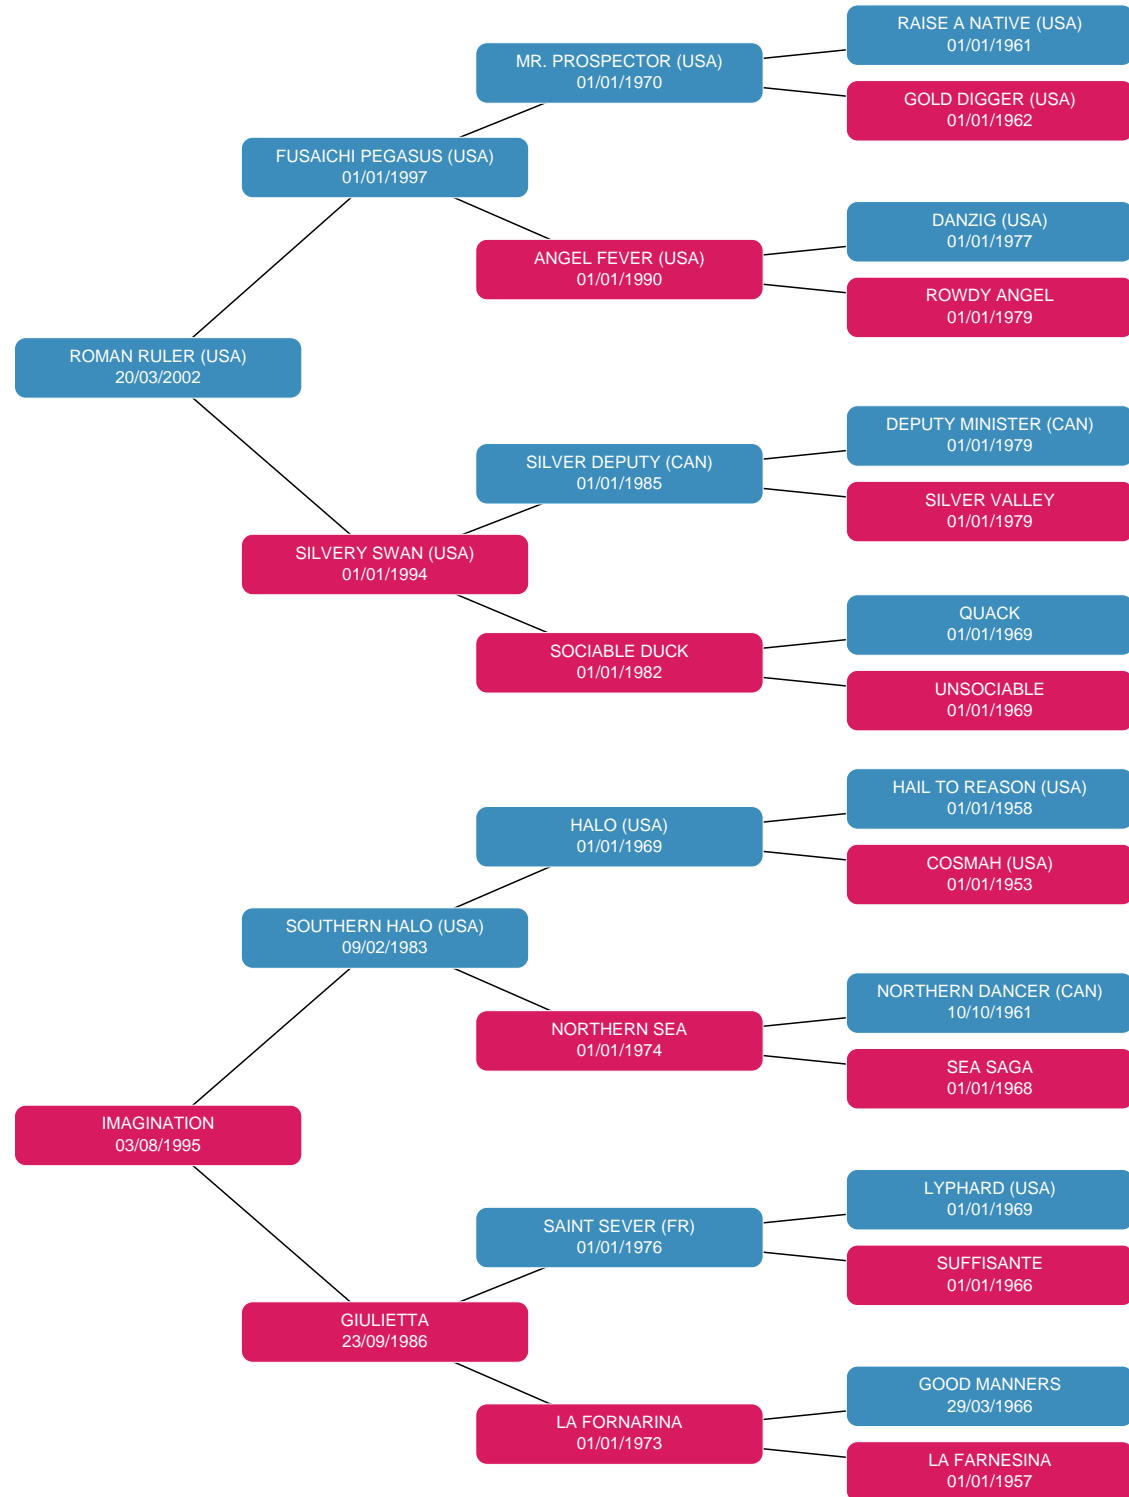 RAISE A NATIVE (USA)
01/01/1961
MR. PROSPECTOR (USA)
01/01/1970
GOLD DIGGER (USA)
01/01/1962
FUSAICHI PEGASUS (USA)
01/01/1997
DANZIG (USA)
01/01/1977
ANGEL FEVER (USA)
01/01/1990
ROWDY ANGEL
01/01/1979
ROMAN RULER (USA)
20/03/2002
DEPUTY MINISTER (CAN)
01/01/1979
SILVER DEPUTY (CAN)
01/01/1985
SILVER VALLEY
01/01/1979
SILVERY SWAN (USA)
01/01/1994
QUACK
01/01/1969
SOCIABLE DUCK
01/01/1982
UNSOCIABLE
01/01/1969
HAIL TO REASON (USA)
01/01/1958
HALO (USA)
01/01/1969
COSMAH (USA)
01/01/1953
SOUTHERN HALO (USA)
09/02/1983
NORTHERN DANCER (CAN)
10/10/1961
NORTHERN SEA
01/01/1974
SEA SAGA
01/01/1968
IMAGINATION
03/08/1995
LYPHARD (USA)
01/01/1969
SAINT SEVER (FR)
01/01/1976
SUFFISANTE
01/01/1966
GIULIETTA
23/09/1986
GOOD MANNERS
29/03/1966
LA FORNARINA
01/01/1973
LA FARNESINA
01/01/1957